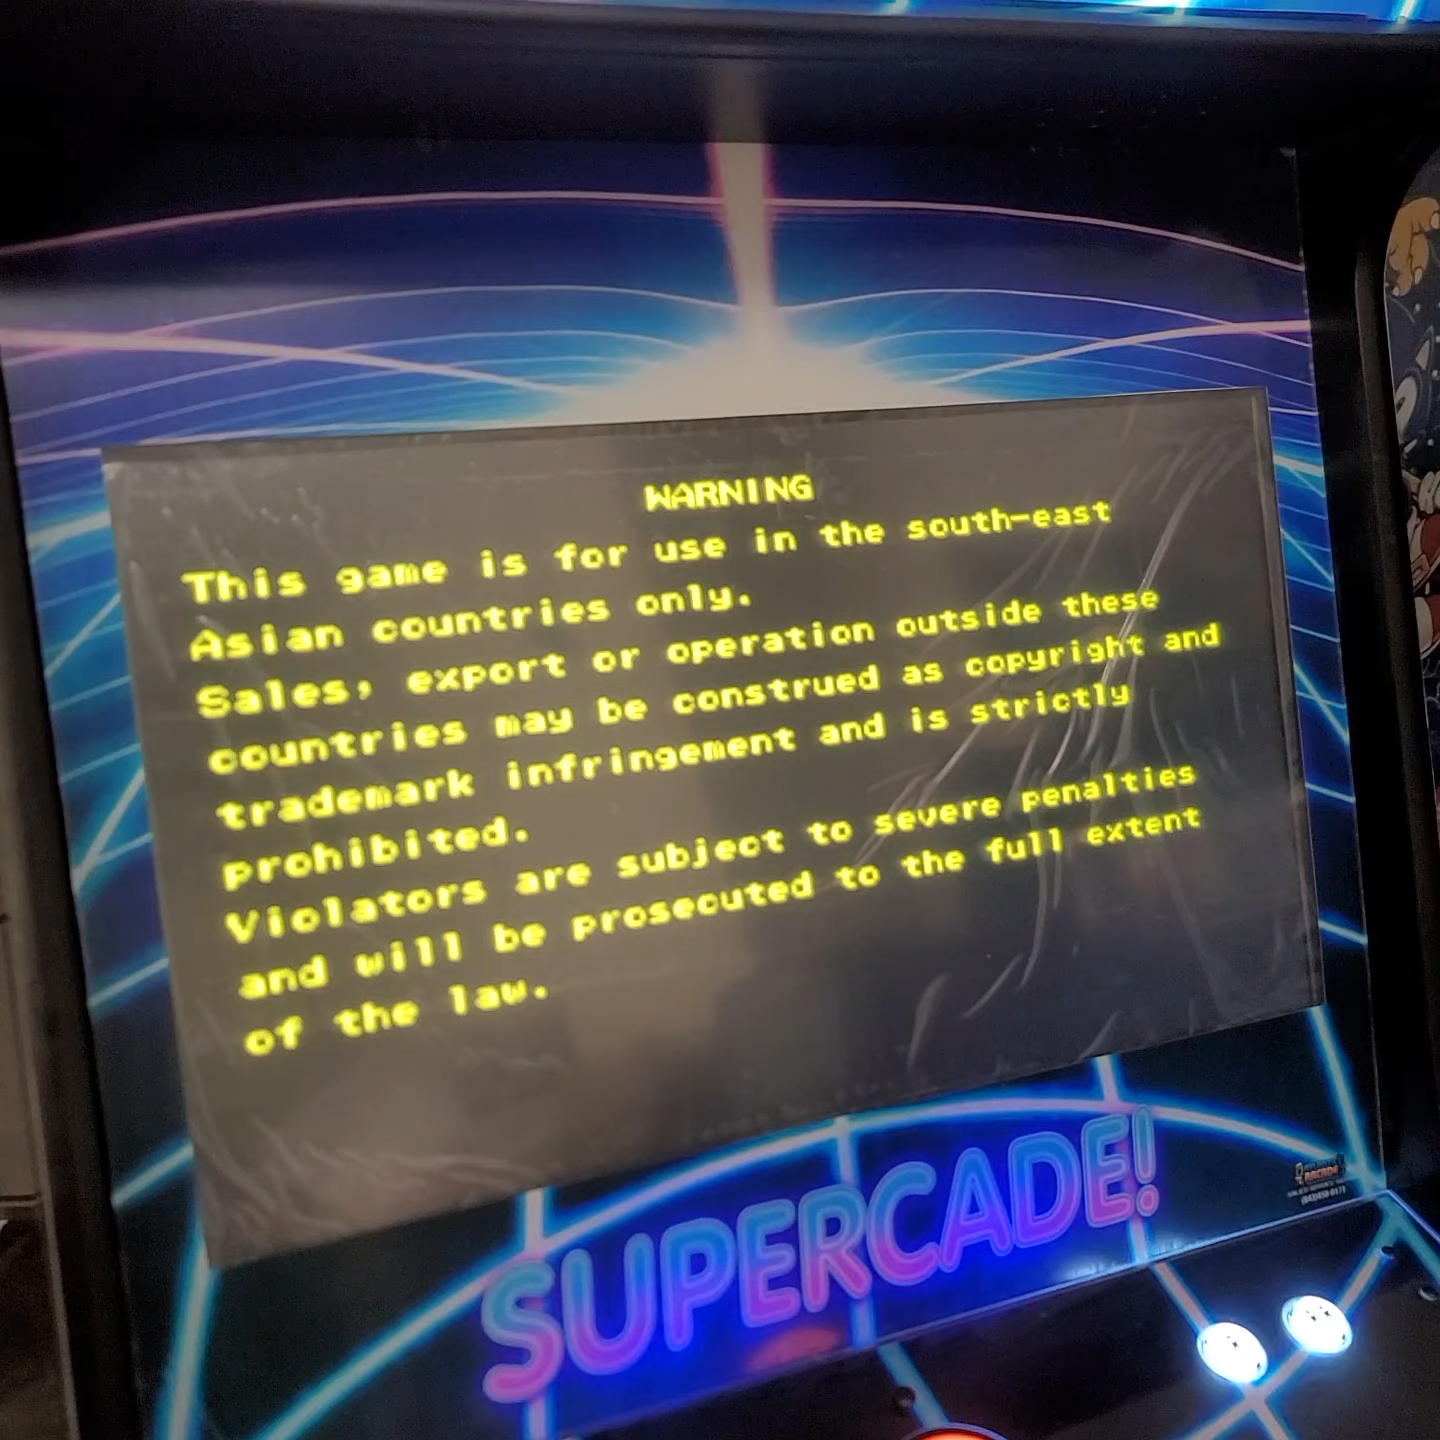 WARNING
This game is for use in the south-east
Asian countries only.
Sales, export or operation outside these
countries may be construed as copyright and
trademark infringement and is strictly
prohibited.
Violators are subject to severe penalties
and will be prosecuted to the full extent
of the law.
SUPERCADE!
ARCADE